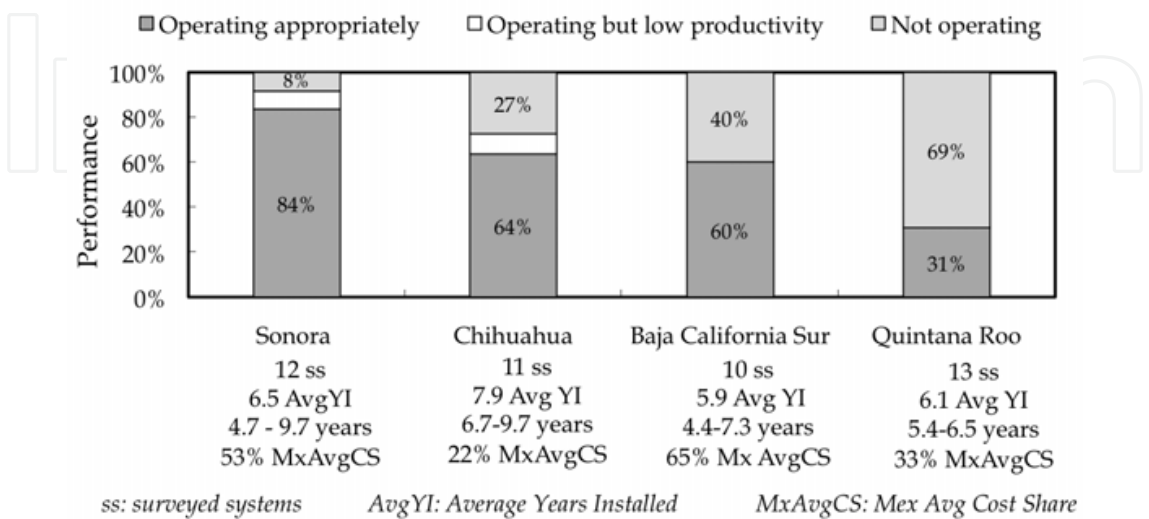 Operating appropriately Operating but low productivity Not operating
100%
80%
60%
40%
20%
0%
Performance
8%
84%
27%
64%
40%
60%
69%
31%
Sonora Chihuahua Baja California Sur Quintana Roo
12 ss 11 ss 10 ss 13 ss
6.5 AvgYI 7.9 Avg YI 5.9 Avg YI 6.1 Avg YI
4.7 - 9.7 years 6.7-9.7 years 4.4-7.3 years 5.4-6.5 years
53% MxAvgCS 22% MxAvgCS 65% Mx AvgCS 33% MxAvgCS
ss: surveyed systems AvgYI: Average Years Installed MxAvgCS: Mex Avg Cost Share